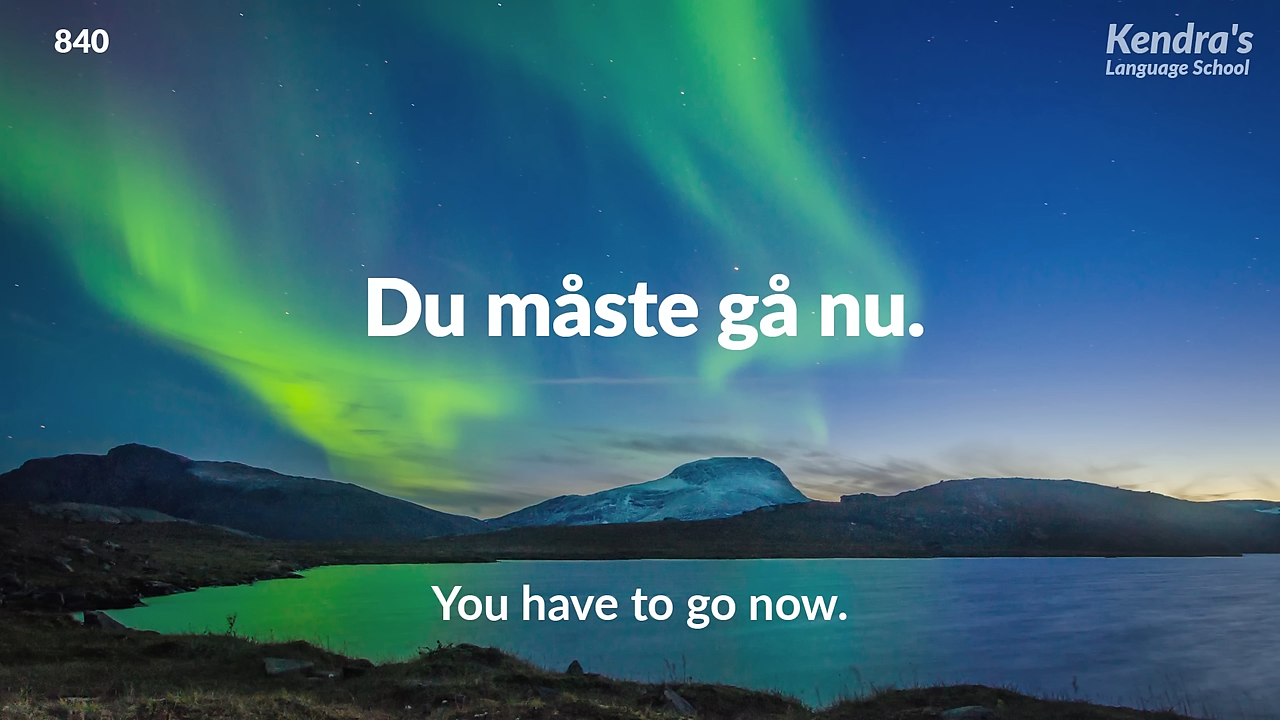 840
Kendra's
Language School
Du måste gå nu.
You have to go now.